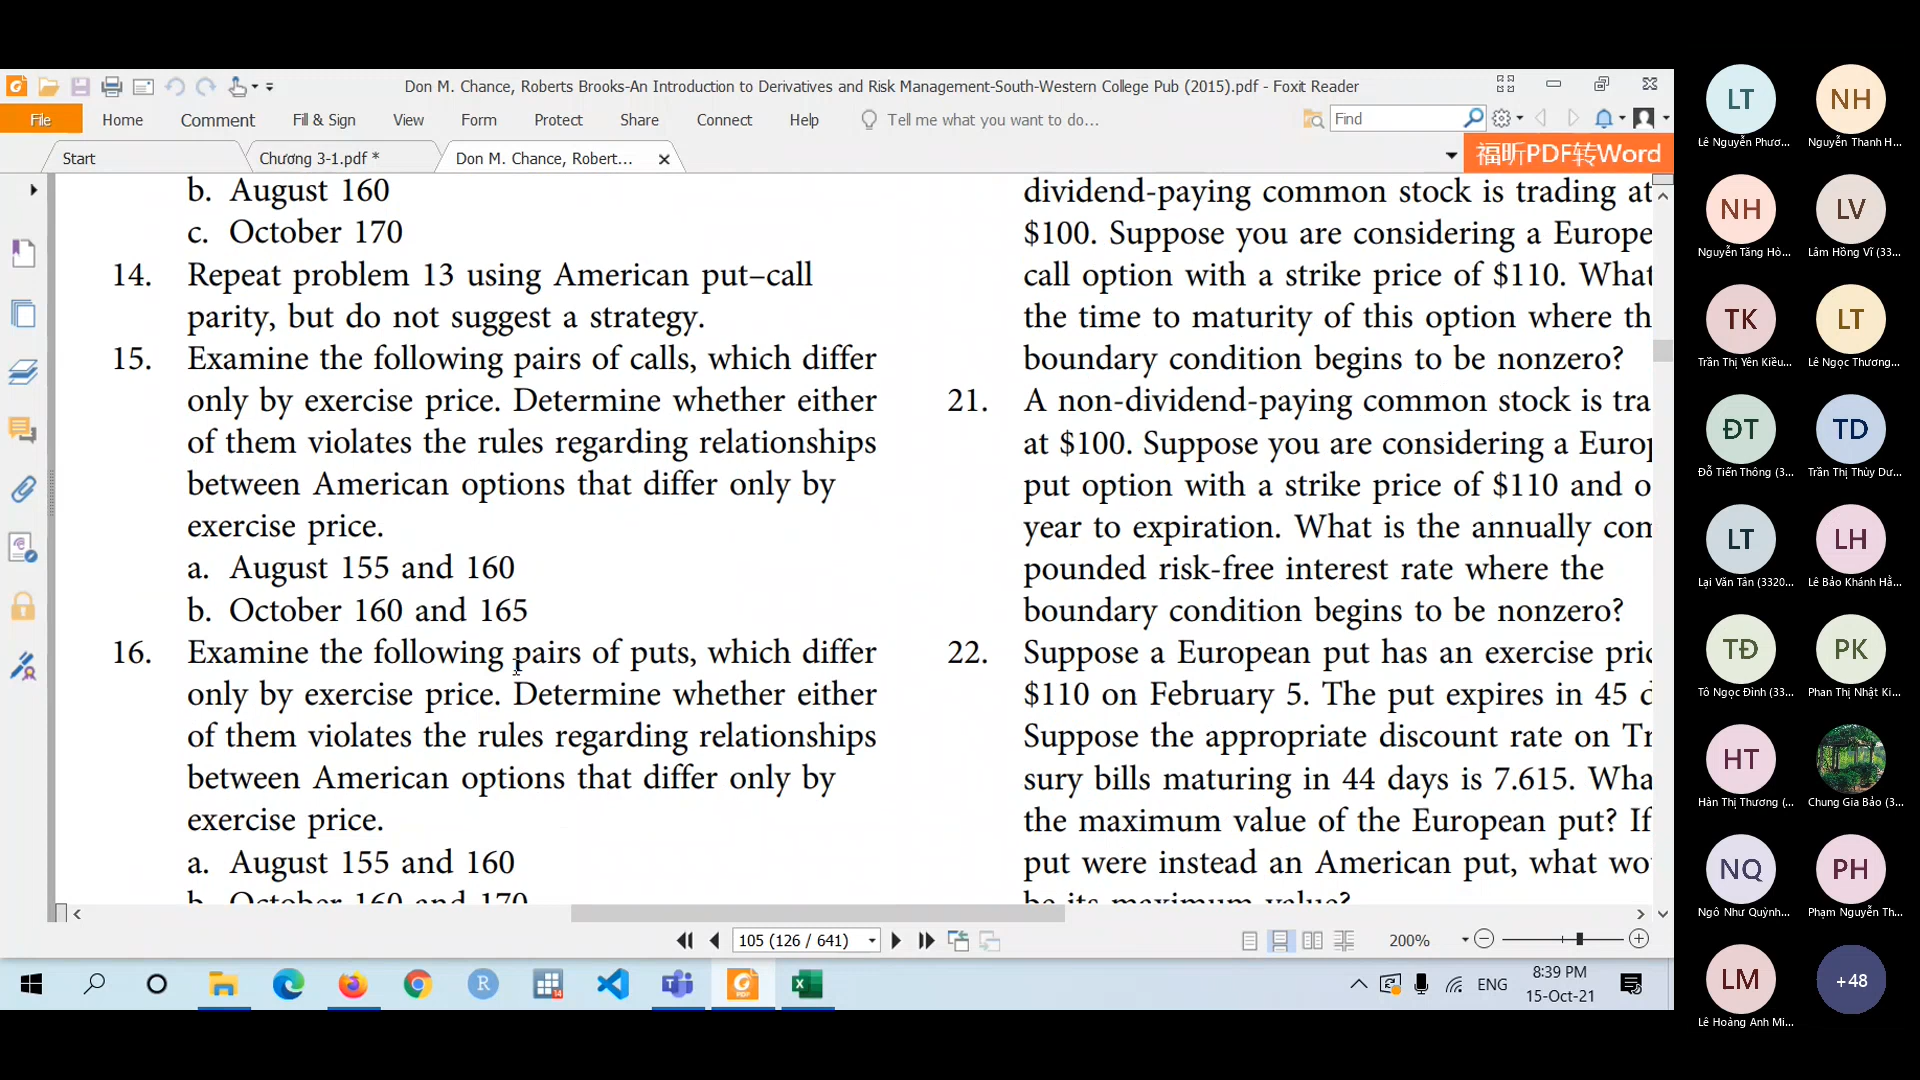 Don M. Chance, Roberts Brooks-An Introduction to Derivatives and Risk Management-South-Western College Pub (2015).pdf - Foxit Reader
File Home Comment Fill & Sign View Form Protect Share Connect Help Tell me what you want to do... Find
Start Chương 3-1.pdf * Don M. Chance, Robert... 福昕PDF转Word
b. August 160
c. October 170
14. Repeat problem 13 using American put–call
parity, but do not suggest a strategy.
15. Examine the following pairs of calls, which differ
only by exercise price. Determine whether either
of them violates the rules regarding relationships
between American options that differ only by
exercise price.
a. August 155 and 160
b. October 160 and 165
16. Examine the following pairs of puts, which differ
only by exercise price. Determine whether either
of them violates the rules regarding relationships
between American options that differ only by
exercise price.
a. August 155 and 160
b. October 160 and 170
dividend-paying common stock is trading at
$100. Suppose you are considering a Europe
call option with a strike price of $110. What
the time to maturity of this option where th
boundary condition begins to be nonzero?
21. A non-dividend-paying common stock is tra
at $100. Suppose you are considering a Euro
put option with a strike price of $110 and o
year to expiration. What is the annually com
pounded risk-free interest rate where the
boundary condition begins to be nonzero?
22. Suppose a European put has an exercise pric
$110 on February 5. The put expires in 45 d
Suppose the appropriate discount rate on Tr
sury bills maturing in 44 days is 7.615. Wha
the maximum value of the European put? If
put were instead an American put, what wo
be its maximum value?
105 (126 / 641) 200%
ENG 8:39 PM
15-Oct-21
LT NH
Lê Nguyễn Phươ... Nguyễn Thanh H...
NH LV
Nguyễn Tăng Hò... Lâm Hồng Vĩ (33...
TK LT
Trần Thị Yên Kiều... Lê Ngọc Thương...
ĐT TD
Đỗ Tiến Thông (3... Trần Thị Thùy Dư...
LT LH
Lại Văn Tân (3320... Lê Bảo Khánh Hằ...
TĐ PK
Tô Ngọc Đình (33... Phan Thị Nhật Ki...
HT
Hàn Thị Thương (... Chung Gia Bảo (3...
NQ PH
Ngô Như Quỳnh... Phạm Nguyễn Th...
LM +48
Lê Hoàng Anh Mi...